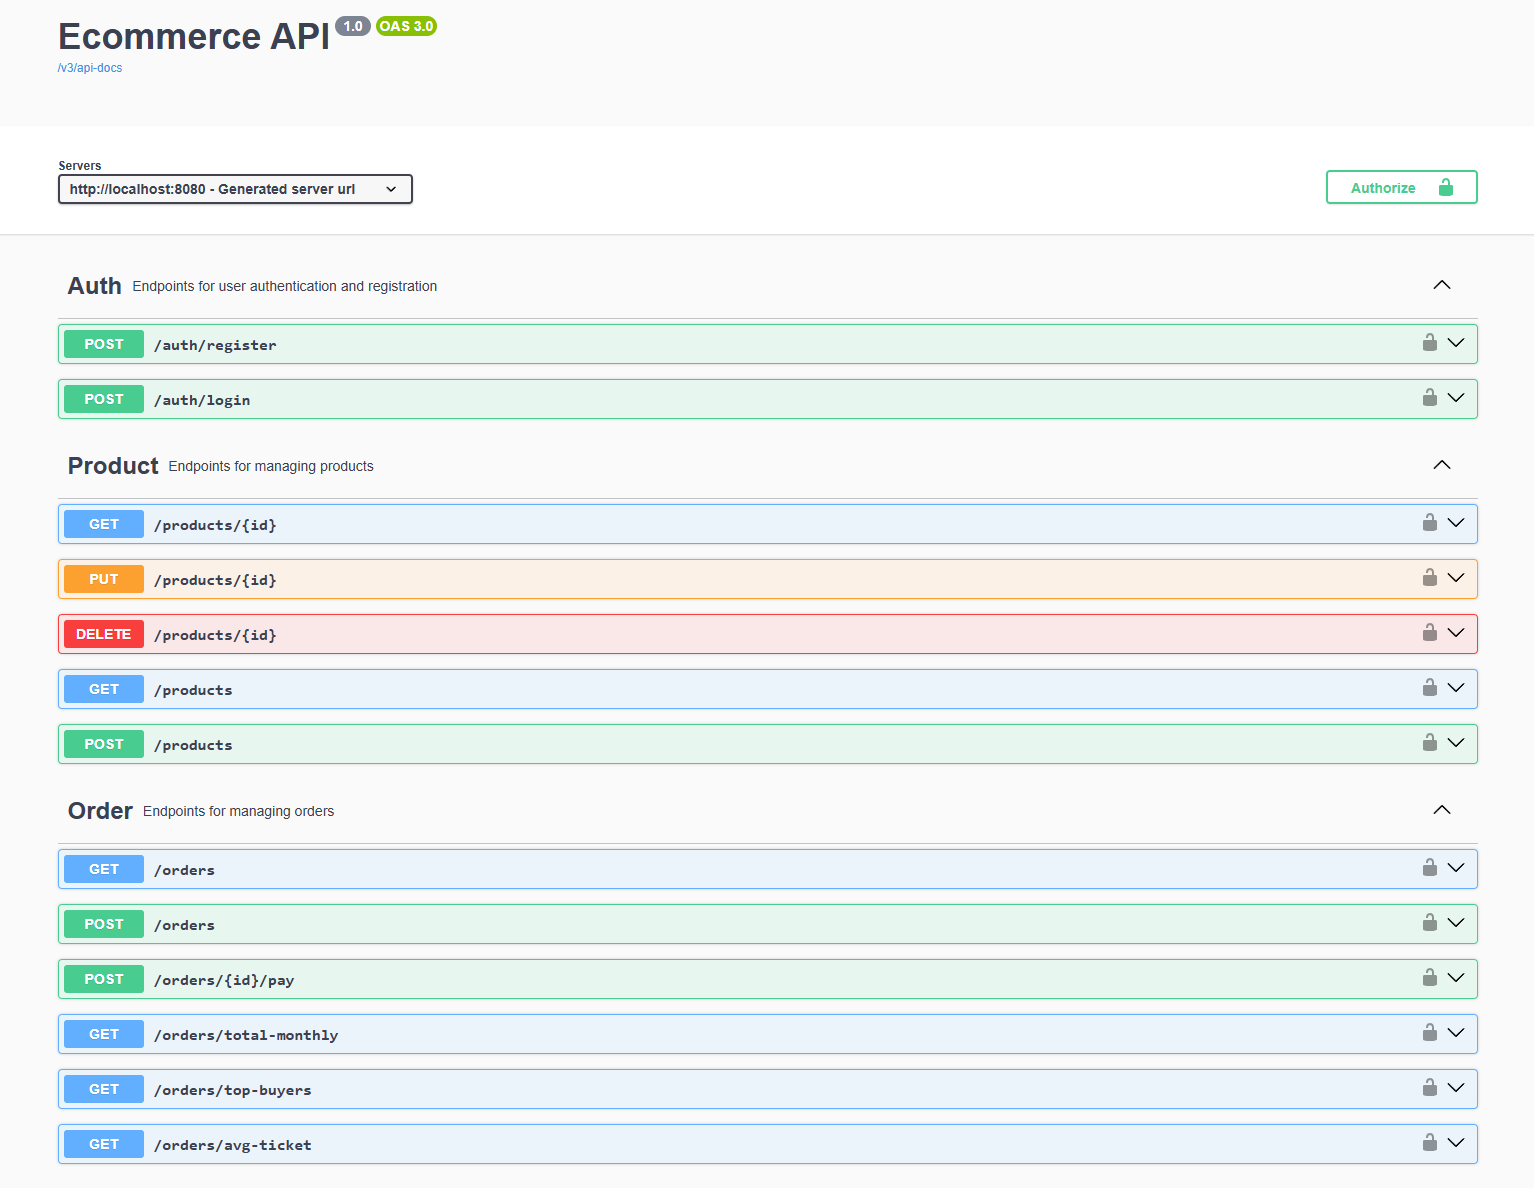 Ecommerce API 1.0 OAS 3.0
/v3/api-docs
Servers
http://localhost:8080 - Generated server url
Authorize
Auth Endpoints for user authentication and registration
POST /auth/register
POST /auth/login
Product Endpoints for managing products
GET /products/{id}
PUT /products/{id}
DELETE /products/{id}
GET /products
POST /products
Order Endpoints for managing orders
GET /orders
POST /orders
POST /orders/{id}/pay
GET /orders/total-monthly
GET /orders/top-buyers
GET /orders/avg-ticket